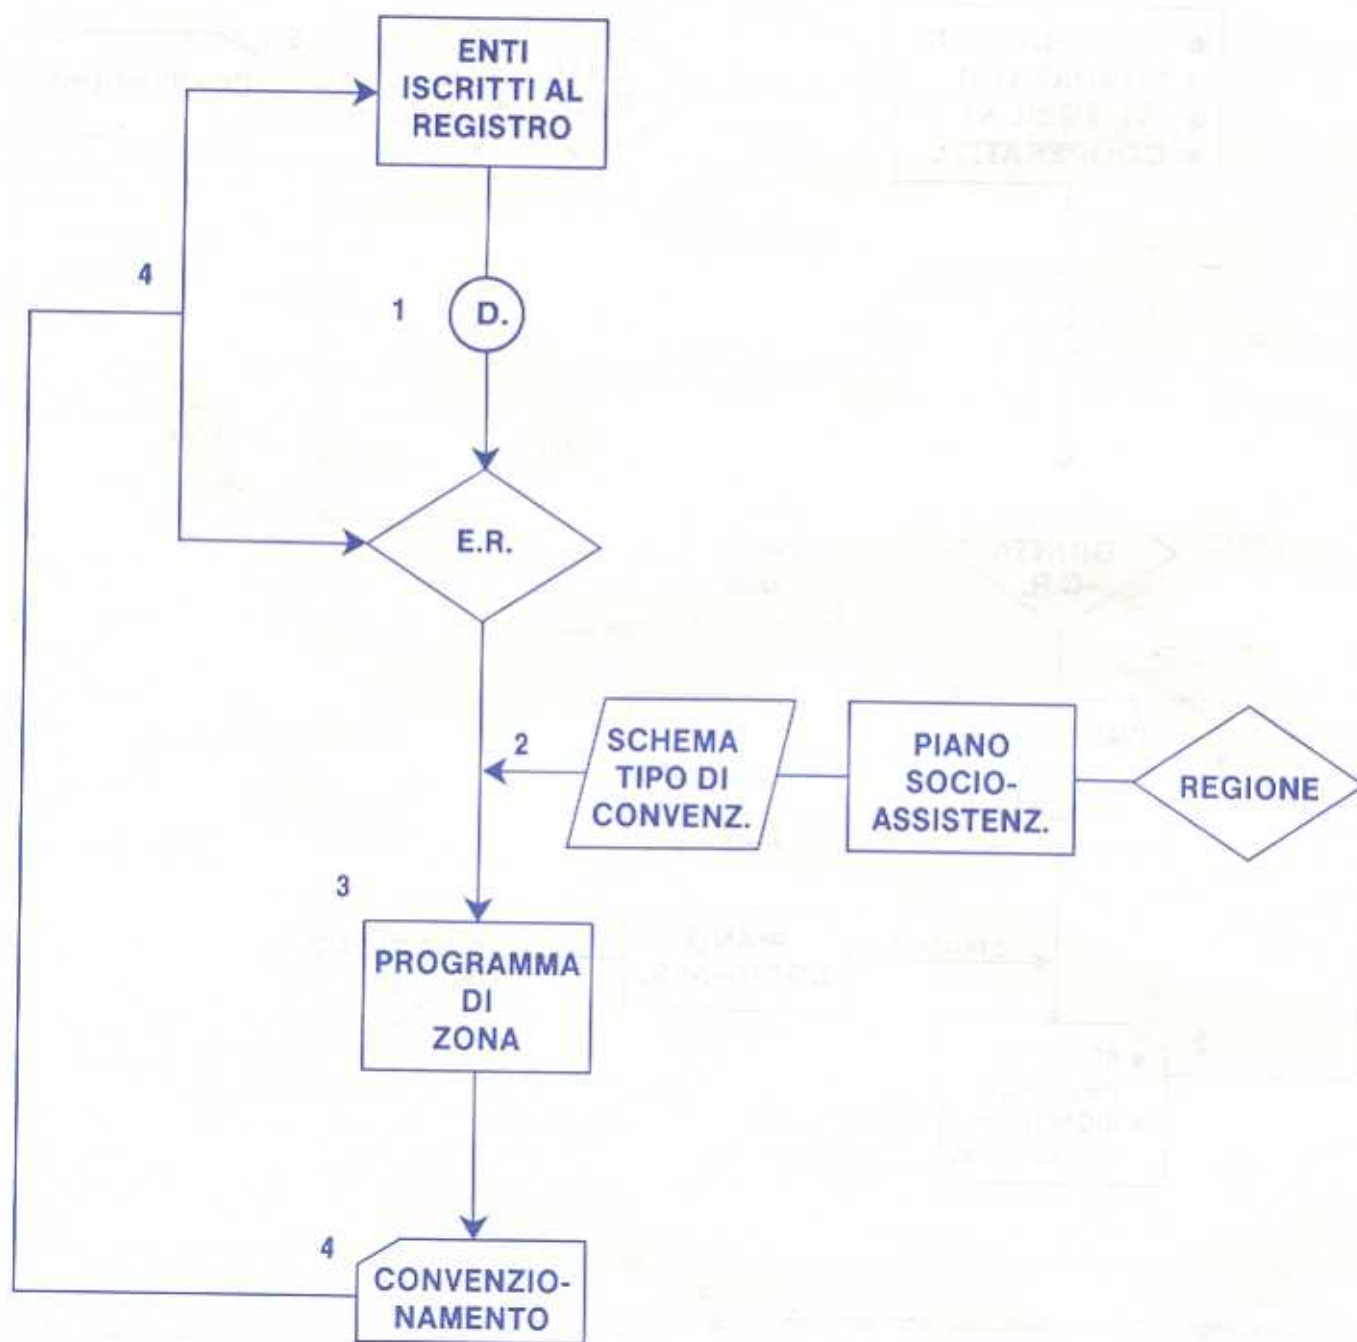 ENTI
ISCRITTI AL
REGISTRO
4
1
D.
E.R.
2
SCHEMA
TIPO DI
CONVENZ.
PIANO
SOCIO-
ASSISTENZ.
REGIONE
3
PROGRAMMA
DI
ZONA
4
CONVENZIO-
NAMENTO